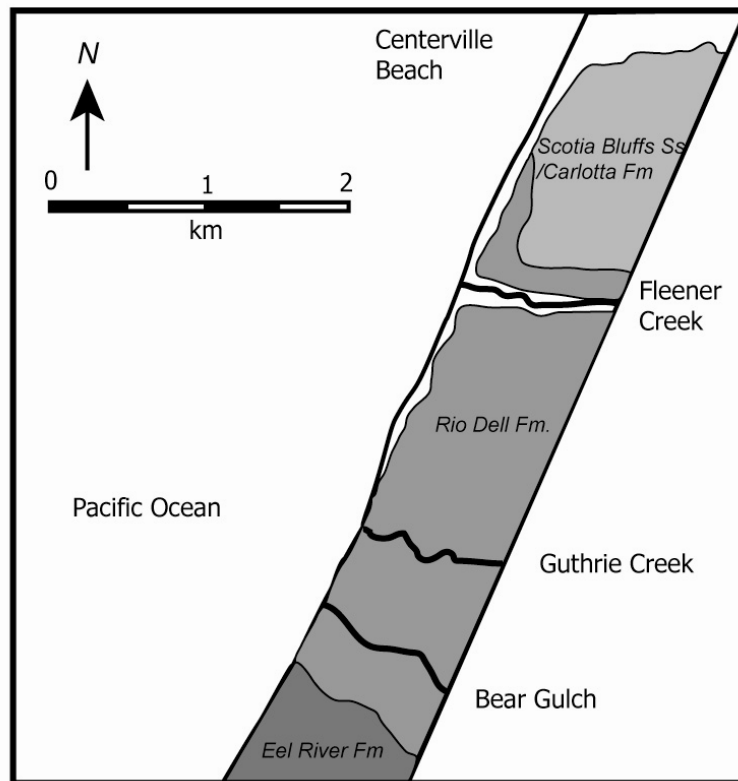 Centerville
Beach
N
0 1 2
km
Scotia Bluffs Ss
/Carlotta Fm
Fleener
Creek
Rio Dell Fm.
Pacific Ocean
Guthrie Creek
Bear Gulch
Eel River Fm